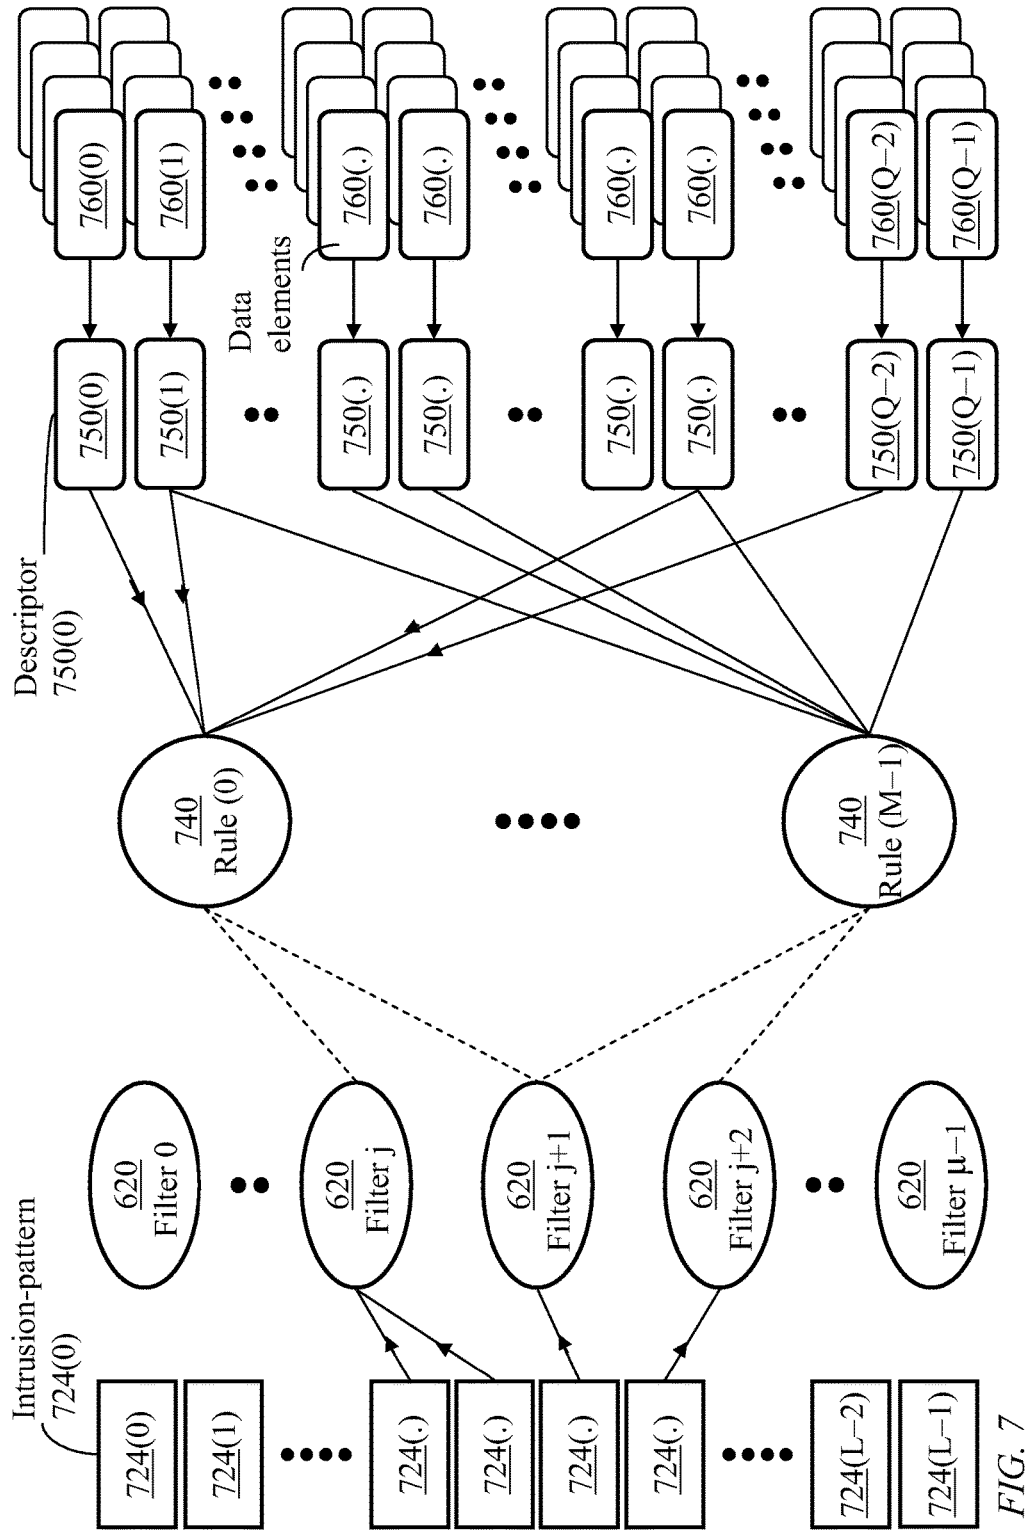 Intrusion-pattern
724(0)
724(0)
724(1)
724(.)
724(.)
724(.)
724(.)
724(L−2)
724(L−1)
620
Filter 0
620
Filter j
620
Filter j+1
620
Filter j+2
620
Filter μ−1
740
Rule (0)
740
Rule (M−1)
Descriptor
750(0)
750(0)
750(1)
750(.)
750(.)
750(.)
750(.)
750(Q−2)
750(Q−1)
Data
elements
760(0)
760(1)
760(.)
760(.)
760(.)
760(.)
760(Q−2)
760(Q−1)
FIG. 7